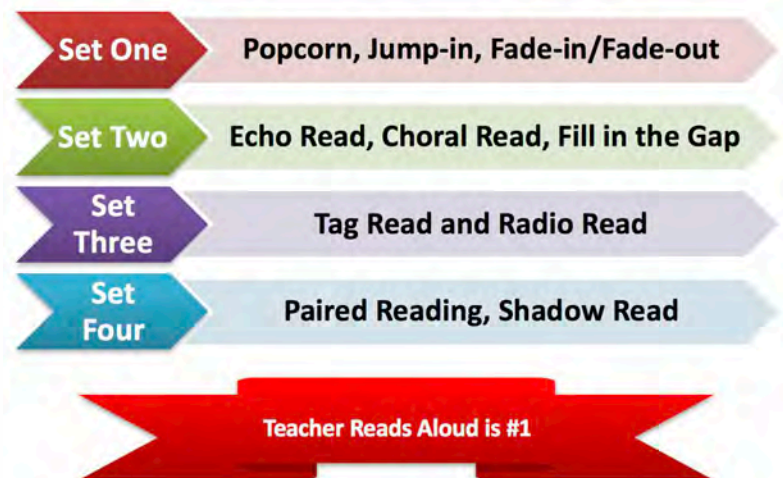 Set One
Popcorn, Jump-in, Fade-in/Fade-out
Set Two
Echo Read, Choral Read, Fill in the Gap
Set
Three
Tag Read and Radio Read
Set
Four
Paired Reading, Shadow Read
Teacher Reads Aloud is #1